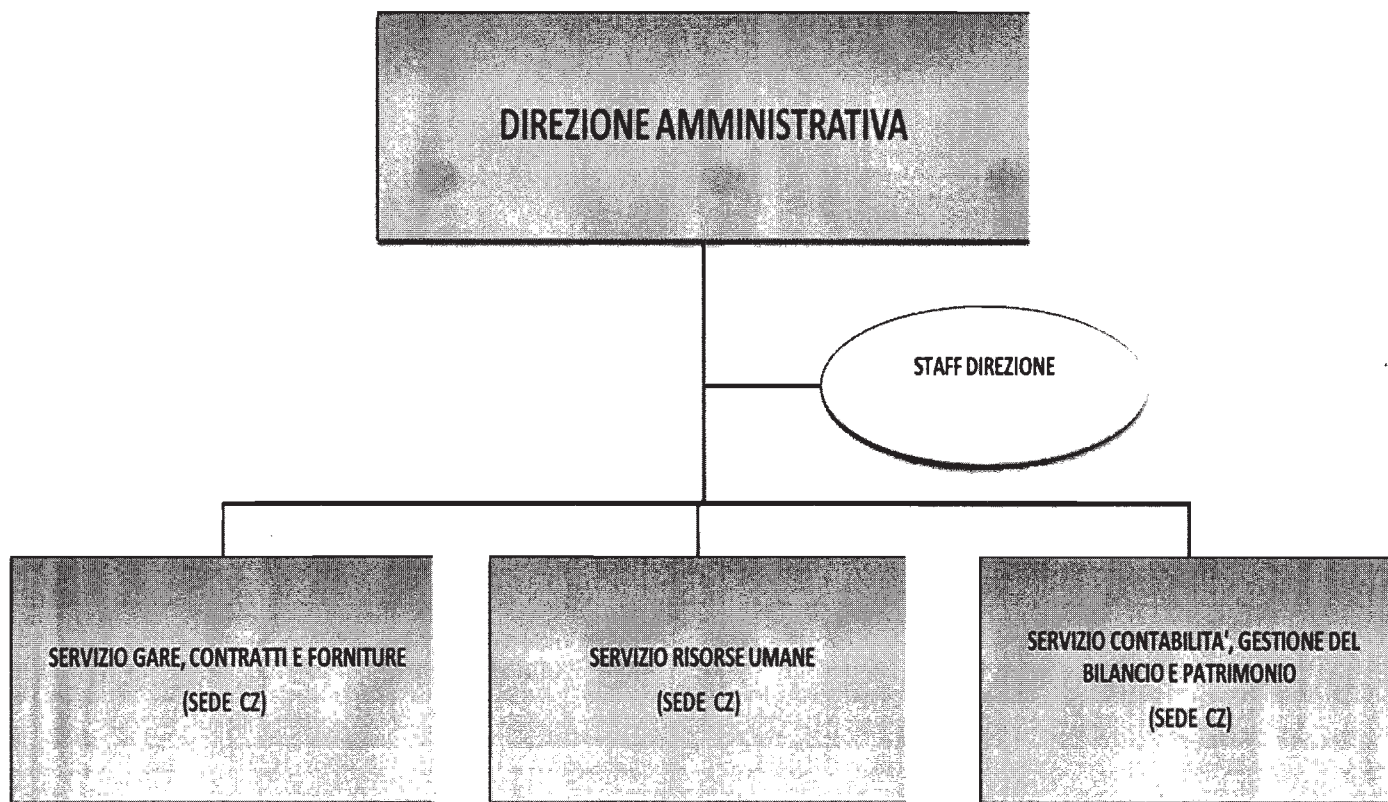 DIREZIONE AMMINISTRATIVA
STAFF DIREZIONE
SERVIZIO GARE, CONTRATTI E FORNITURE
(SEDE CZ)
SERVIZIO RISORSE UMANE
(SEDE CZ)
SERVIZIO CONTABILITA', GESTIONE DEL
BILANCIO E PATRIMONIO
(SEDE CZ)